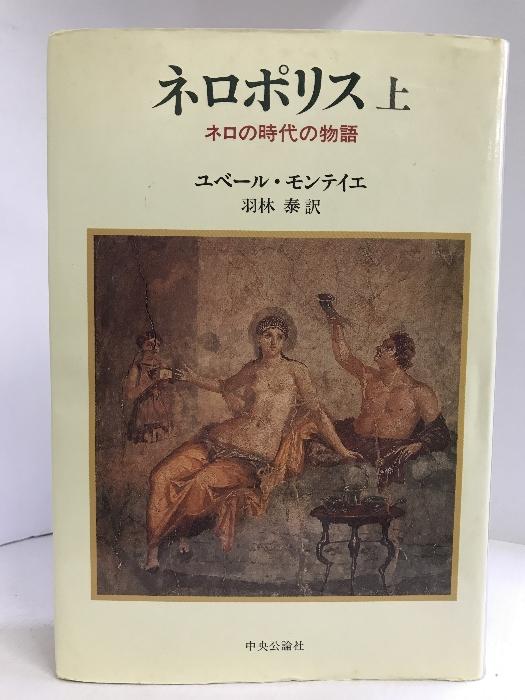 ネロポリス 上
ネロの時代の物語
ユベール・モンテイエ
羽林 泰 訳
中央公論社